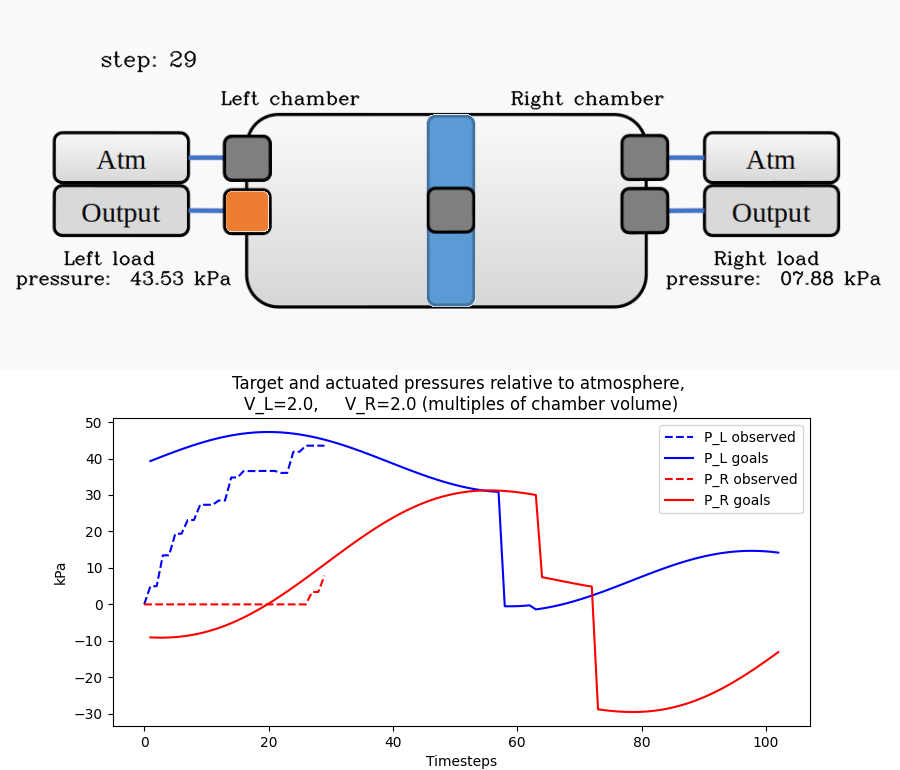 step: 29
Left chamber
Right chamber
Atm
Atm
Output
Output
Left load
pressure: 43.53 kPa
Right load
pressure: 07.88 kPa
Target and actuated pressures relative to atmosphere,
V_L=2.0, V_R=2.0 (multiples of chamber volume)
50
40
30
20
10
0
−10
−20
−30
kPa
P_L observed
P_L goals
P_R observed
P_R goals
0 20 40 60 80 100
Timesteps